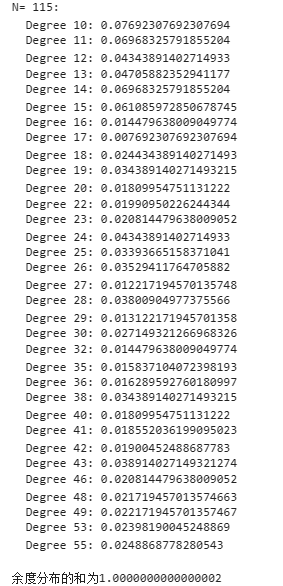 N= 115:
Degree 10: 0.07692307692307694
Degree 11: 0.06968325791855204
Degree 12: 0.04343891402714933
Degree 13: 0.04705882352941177
Degree 14: 0.06968325791855204
Degree 15: 0.061085972850678745
Degree 16: 0.014479638009049774
Degree 17: 0.007692307692307694
Degree 18: 0.024434389140271493
Degree 19: 0.034389140271493215
Degree 20: 0.01809954751131222
Degree 22: 0.01990950226244344
Degree 23: 0.020814479638009052
Degree 24: 0.04343891402714933
Degree 25: 0.03393665158371041
Degree 26: 0.03529411764705882
Degree 27: 0.012217194570135748
Degree 28: 0.03800904977375566
Degree 29: 0.013122171945701358
Degree 30: 0.027149321266968326
Degree 32: 0.014479638009049774
Degree 35: 0.015837104072398193
Degree 36: 0.016289592760180997
Degree 38: 0.034389140271493215
Degree 40: 0.01809954751131222
Degree 41: 0.018552036199095023
Degree 42: 0.01900452488687783
Degree 43: 0.038914027149321274
Degree 46: 0.020814479638009052
Degree 48: 0.021719457013574663
Degree 49: 0.022171945701357467
Degree 53: 0.02398190045248869
Degree 55: 0.0248868778280543
余度分布的和为1.0000000000000002